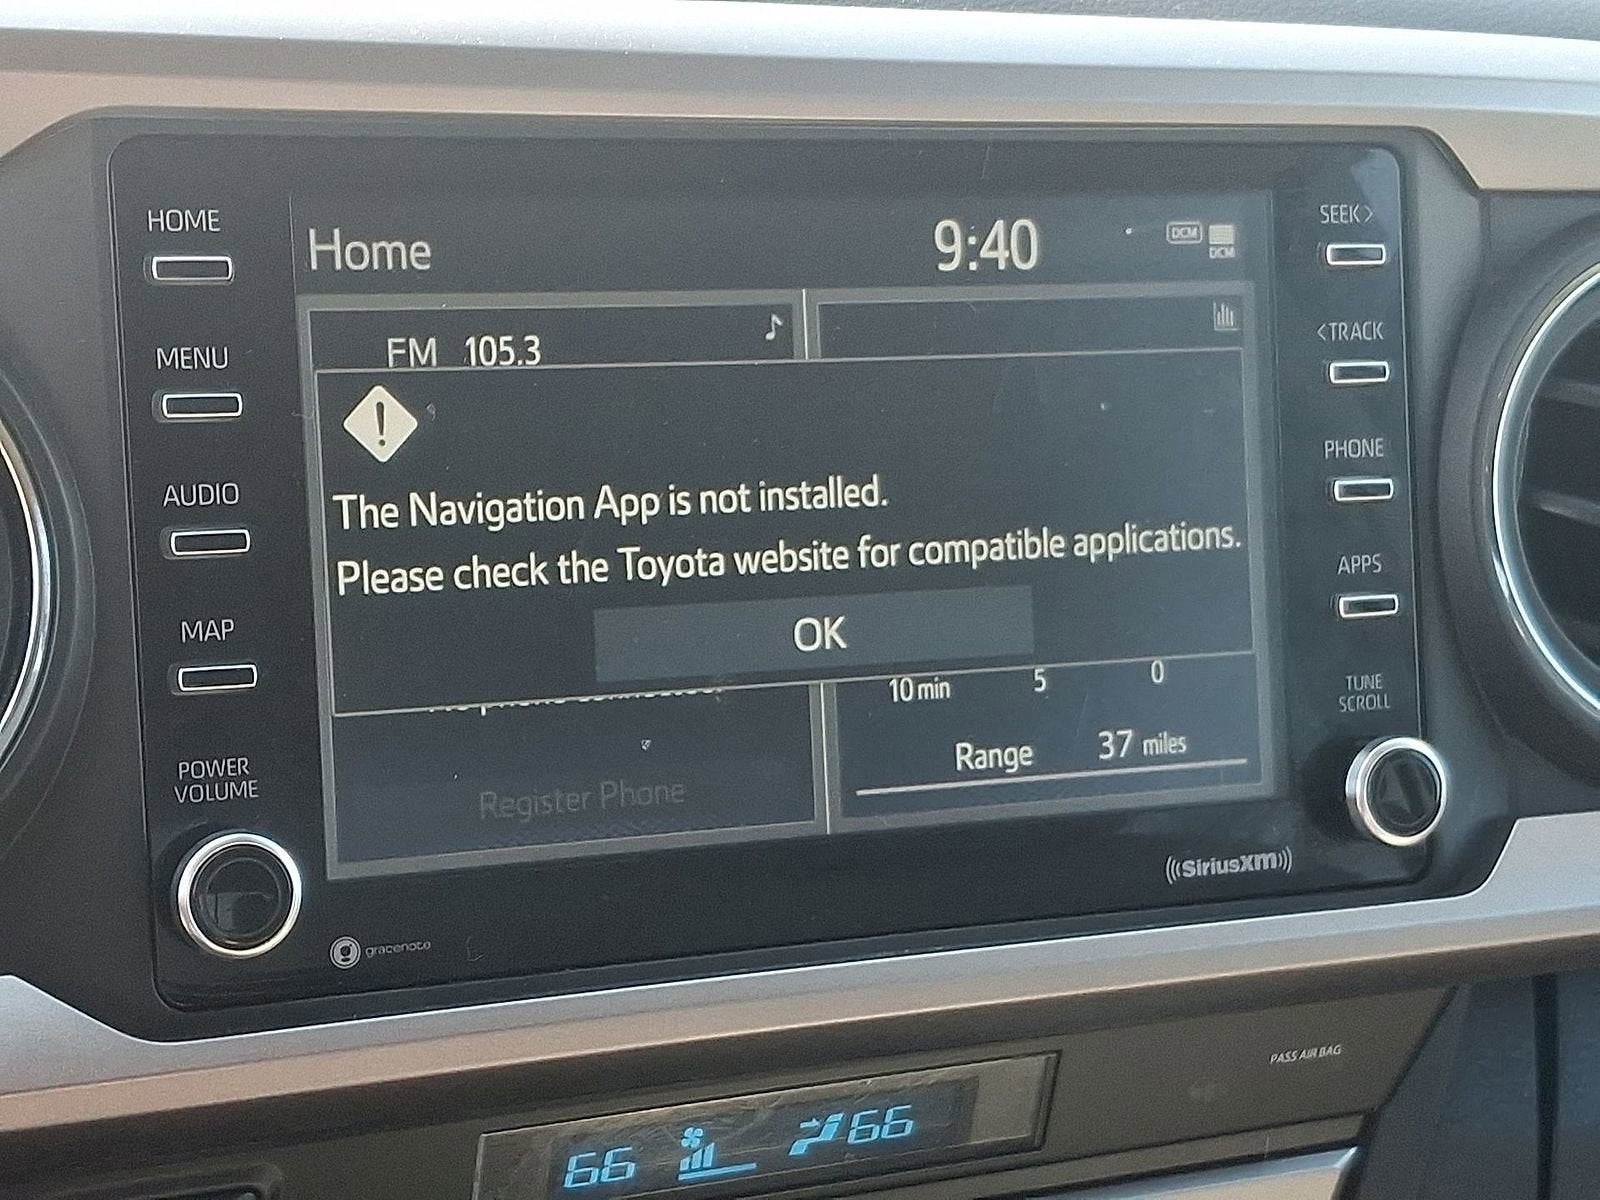 HOME
MENU
AUDIO
MAP
POWER
VOLUME
Home
9:40
DCM
DCM
FM 105.3
The Navigation App is not installed.
Please check the Toyota website for compatible applications.
OK
10 min 5 0
Range 37 miles
Register Phone
SEEK>
<TRACK
PHONE
APPS
TUNE
SCROLL
gracenote
((SiriusXM))
PASS AIR BAG
66 66